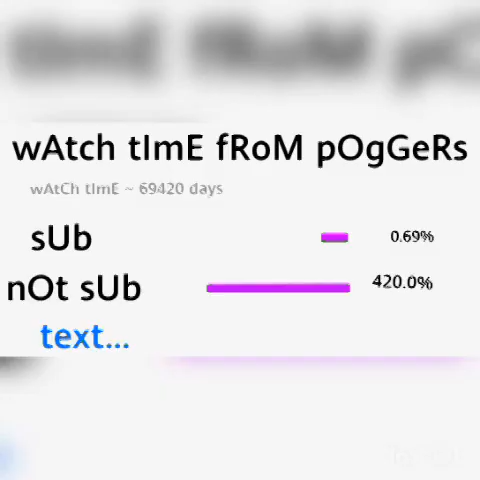 wAtch tImE fRoM pOgGeRs
wAtCh tImE ~ 69420 days
sUb 0.69%
nOt sUb 420.0%
text...